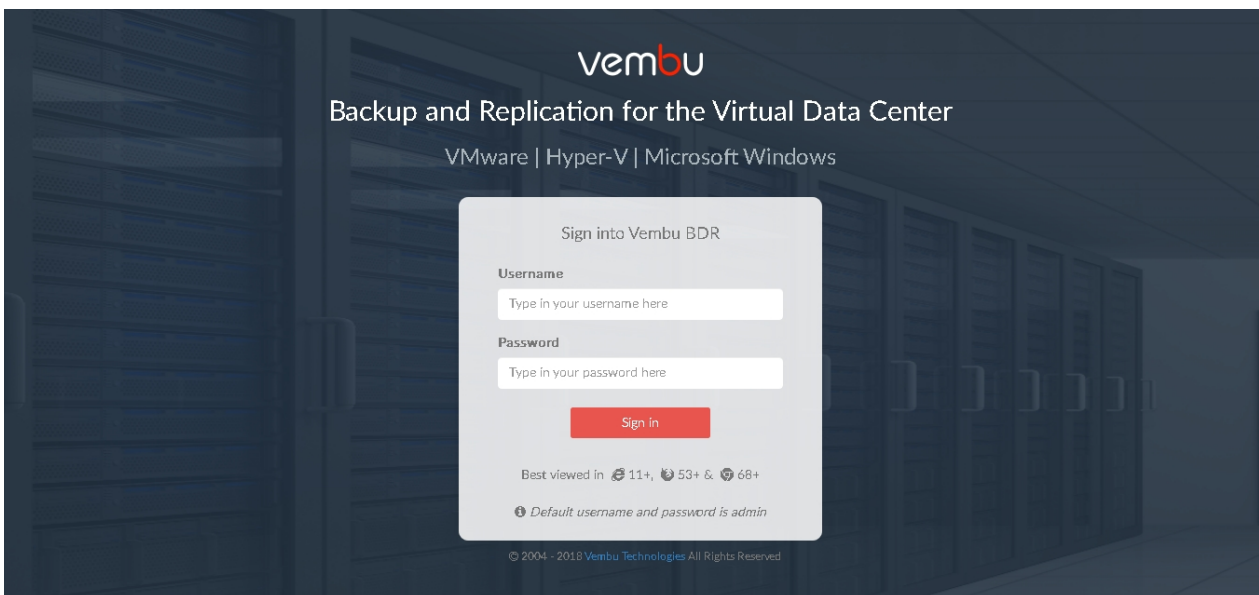 vembu
Backup and Replication for the Virtual Data Center
VMware | Hyper-V | Microsoft Windows
Sign into Vembu BDR
Username
Type in your username here
Password
Type in your password here
Sign in
Best viewed in 11+, 53+ & 68+
Default username and password is admin
© 2004 - 2018 Vembu Technologies All Rights Reserved